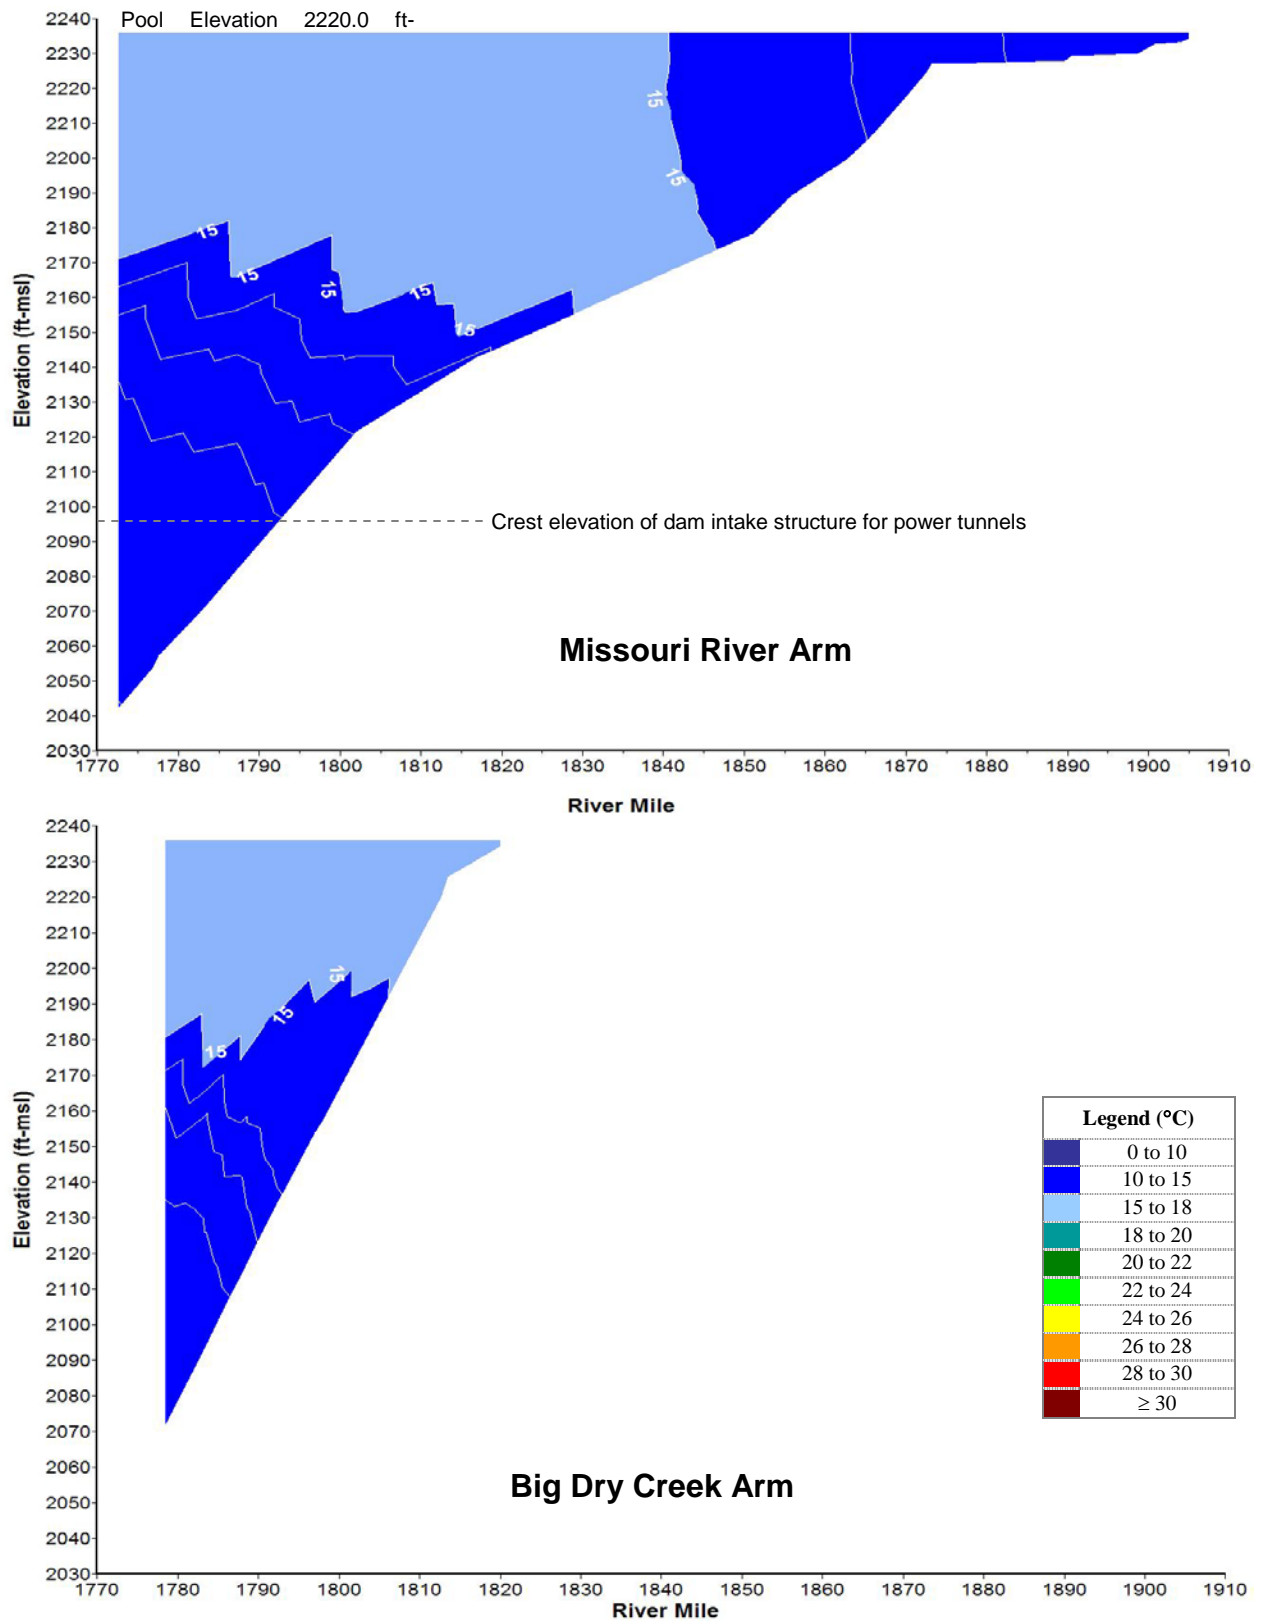 Pool Elevation 2220.0 ft-
2240
2230
2220
2210
2200
2190
2180
2170
2160
2150
2140
2130
2120
2110
2100
2090
2080
2070
2060
2050
2040
2030
Elevation (ft-msl)
15
15
15
15
15
15
15
Crest elevation of dam intake structure for power tunnels
Missouri River Arm
1770 1780 1790 1800 1810 1820 1830 1840 1850 1860 1870 1880 1890 1900 1910
River Mile
2240
2230
2220
2210
2200
2190
2180
2170
2160
2150
2140
2130
2120
2110
2100
2090
2080
2070
2060
2050
2040
2030
Elevation (ft-msl)
15
15
15
Legend (°C)
0 to 10
10 to 15
15 to 18
18 to 20
20 to 22
22 to 24
24 to 26
26 to 28
28 to 30
≥ 30
Big Dry Creek Arm
1770 1780 1790 1800 1810 1820 1830 1840 1850 1860 1870 1880 1890 1900 1910
River Mile